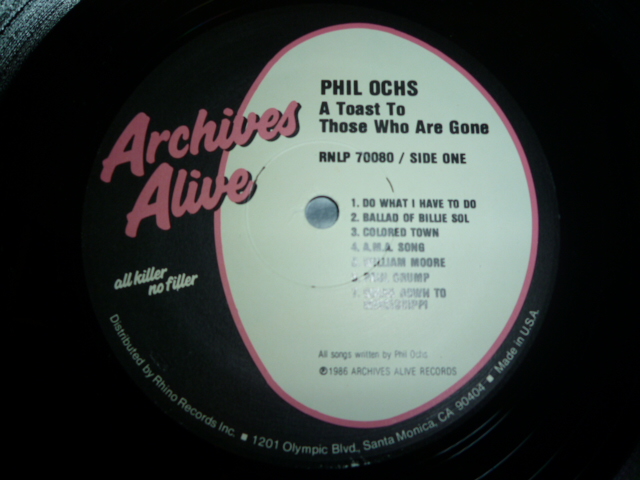 PHIL OCHS
A Toast To
Those Who Are Gone
RNLP 70080 / SIDE ONE
Archives
Alive
all killer
no filler
1. DO WHAT I HAVE TO DO
2. BALLAD OF BILLIE SOL
3. COLORED TOWN
4. A.M.A. SONG
WILLIAM MOORE
DOWN TO
All songs written by Phil Ochs
℗1986 ARCHIVES ALIVE RECORDS
Distributed by Rhino Records Inc. ■ 1201 Olympic Blvd., Santa Monica, CA 90404 ■ Made in U.S.A.